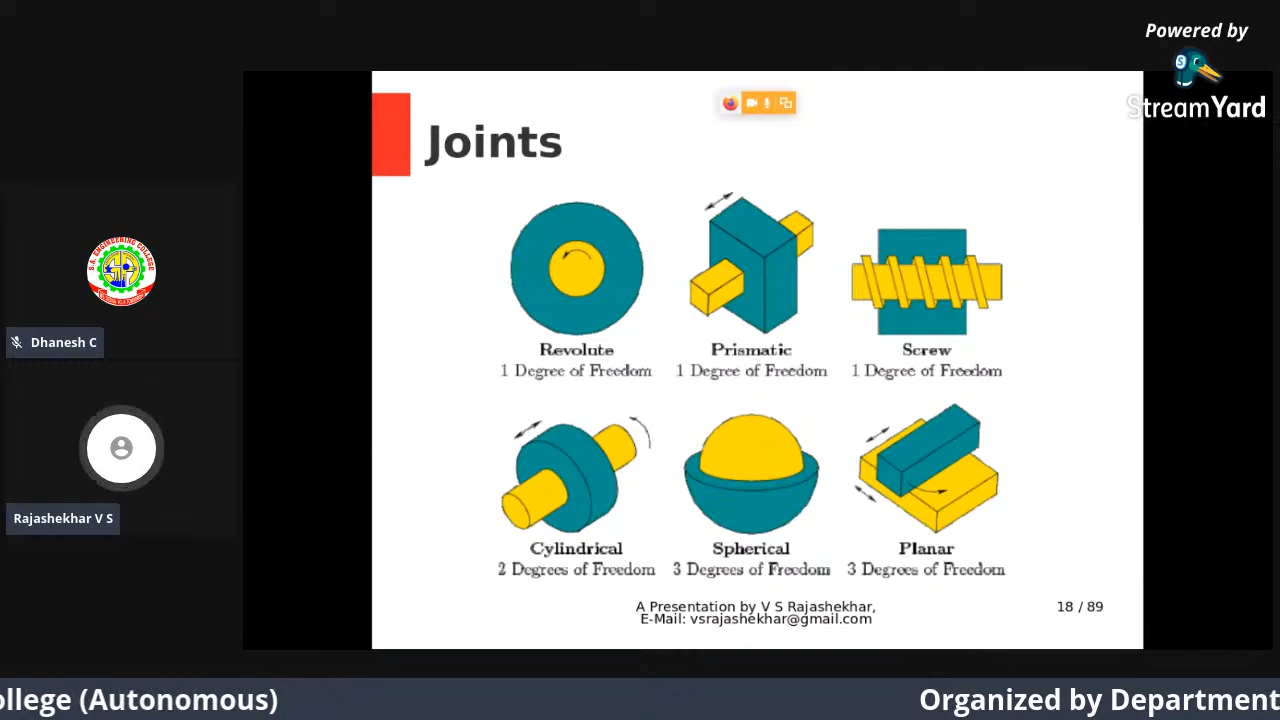 Powered by
StreamYard
Joints
Revolute
1 Degree of Freedom
Prismatic
1 Degree of Freedom
Screw
1 Degree of Freedom
Cylindrical
2 Degrees of Freedom
Spherical
3 Degrees of Freedom
Planar
3 Degrees of Freedom
A Presentation by V S Rajashekhar,
E-Mail: vsrajashekhar@gmail.com
18 / 89
S.A. ENGINEERING COLLEGE
Dhanesh C
Rajashekhar V S
ollege (Autonomous)
Organized by Department